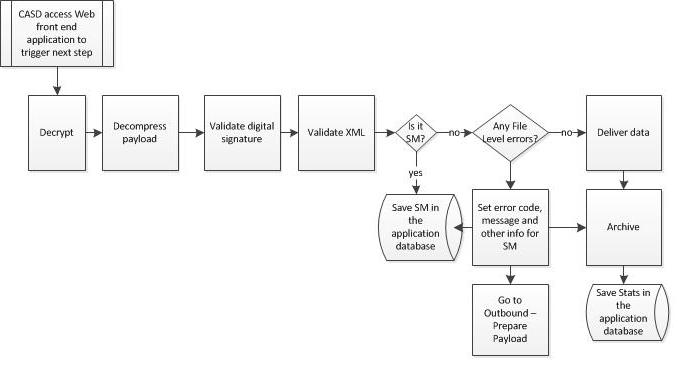 CASD access Web
front end
application to
trigger next step
Decrypt
Decompress
payload
Validate digital
signature
Validate XML
Is it
SM?
no
Any File
Level errors?
no
Deliver data
yes
Save SM in
the
application
database
Set error code,
message and
other info for
SM
Archive
Go to
Outbound –
Prepare
Payload
Save Stats in
the
application
database